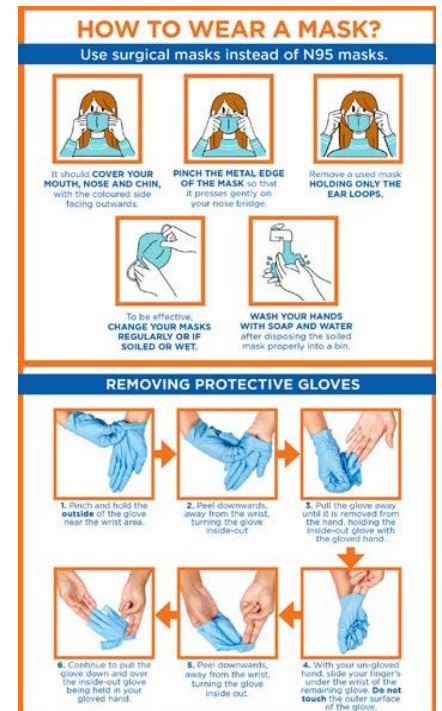 HOW TO WEAR A MASK?
Use surgical masks instead of N95 masks.
It should COVER YOUR
MOUTH, NOSE AND CHIN,
with the coloured side
facing outwards.
PINCH THE METAL EDGE
OF THE MASK so that
it presses gently on
your nose bridge.
Remove a used mask
HOLDING ONLY THE
EAR LOOPS.
To be effective,
CHANGE YOUR MASKS
REGULARLY OR IF
SOILED OR WET.
WASH YOUR HANDS
WITH SOAP AND WATER
after disposing the soiled
mask properly into a bin.
REMOVING PROTECTIVE GLOVES
1. Pinch and hold the
outside of the glove
near the wrist area.
2. Peel downwards,
away from the wrist,
turning the glove
inside-out
3. Pull the glove away
until it is removed from
the hand, holding the
inside-out glove with
the gloved hand.
4. With your un-gloved
hand, slide your finger's
under the wrist of the
remaining glove. Do not
touch the outer surface
of the glove.
5. Peel downwards,
away from the wrist,
turning the glove
inside out.
6. Continue to pull the
glove down and over
the inside-out glove
being held in your
gloved hand.